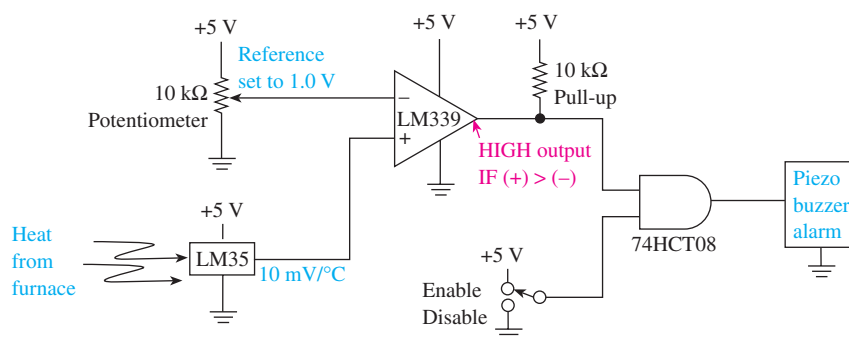 +5 V
+5 V
+5 V
Reference
set to 1.0 V
10 kΩ
Potentiometer
10 kΩ
Pull-up
−
LM339
+
HIGH output
IF (+) > (−)
+5 V
Heat
from
furnace
LM35
10 mV/°C
74HCT08
Piezo
buzzer
alarm
+5 V
Enable
Disable